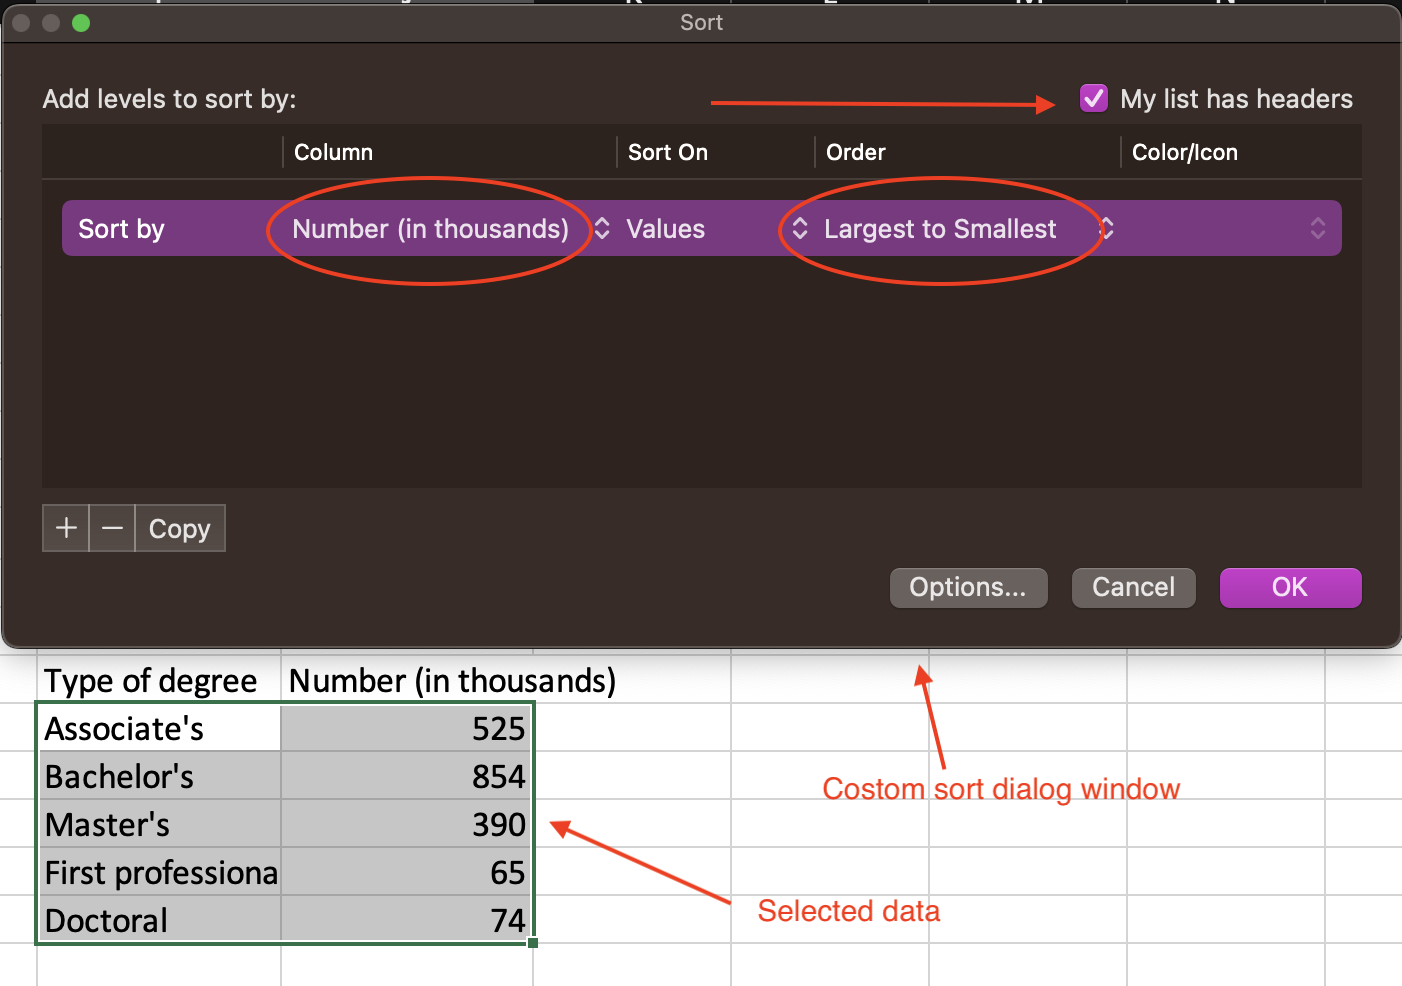 Sort
Add levels to sort by:
My list has headers
Column Sort On Order Color/Icon
Sort by Number (in thousands) Values Largest to Smallest
+ − Copy
Options... Cancel OK
Type of degree Number (in thousands)
Associate's 525
Bachelor's 854
Master's 390
First professiona 65
Doctoral 74
Costom sort dialog window
Selected data